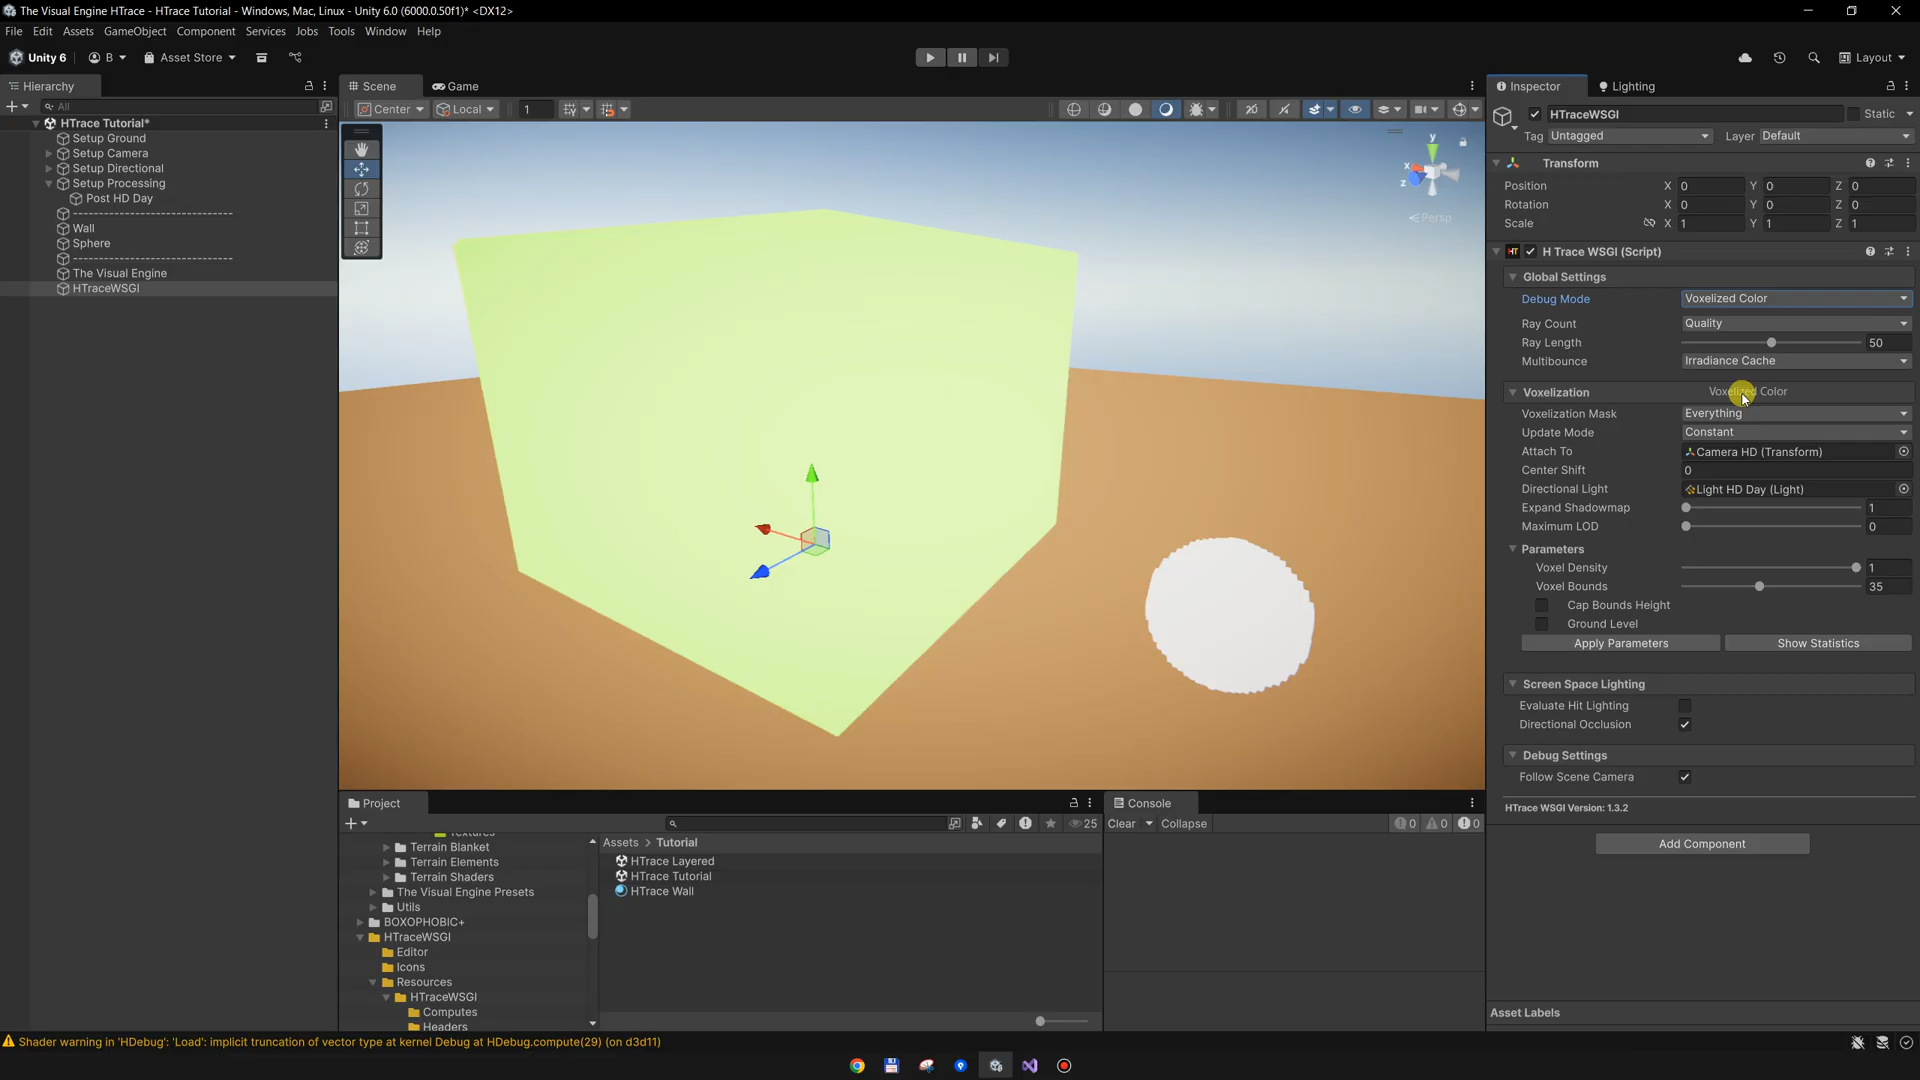 The Visual Engine HTrace - HTrace Tutorial - Windows, Mac, Linux - Unity 6.0 (6000.0.50f1)* <DX12>
File Edit Assets GameObject Component Services Jobs Tools Window Help
Unity 6 B Asset Store Layout
Hierarchy
All
HTrace Tutorial*
Setup Ground
Setup Camera
Setup Directional
Setup Processing
Post HD Day
------------------------------
Wall
Sphere
------------------------------
The Visual Engine
HTraceWSGI
Scene Game
Center Local 1
y
x
z
Persp
Inspector Lighting
HTraceWSGI Static
Tag Untagged Layer Default
Transform
Position X 0 Y 0 Z 0
Rotation X 0 Y 0 Z 0
Scale X 1 Y 1 Z 1
HT H Trace WSGI (Script)
Global Settings
Debug Mode Voxelized Color
Ray Count Quality
Ray Length 50
Multibounce Irradiance Cache
Voxelization Voxelized Color
Voxelization Mask Everything
Update Mode Constant
Attach To Camera HD (Transform)
Center Shift 0
Directional Light Light HD Day (Light)
Expand Shadowmap 1
Maximum LOD 0
Parameters
Voxel Density 1
Voxel Bounds 35
Cap Bounds Height
Ground Level
Apply Parameters Show Statistics
Screen Space Lighting
Evaluate Hit Lighting
Directional Occlusion
Debug Settings
Follow Scene Camera
HTrace WSGI Version: 1.3.2
Add Component
Asset Labels
Project
25
Textures
Terrain Blanket
Terrain Elements
Terrain Shaders
The Visual Engine Presets
Utils
BOXOPHOBIC+
HTraceWSGI
Editor
Icons
Resources
HTraceWSGI
Computes
Headers
Assets > Tutorial
HTrace Layered
HTrace Tutorial
HTrace Wall
Console
Clear Collapse 0 0 0
Shader warning in 'HDebug': 'Load': implicit truncation of vector type at kernel Debug at HDebug.compute(29) (on d3d11)